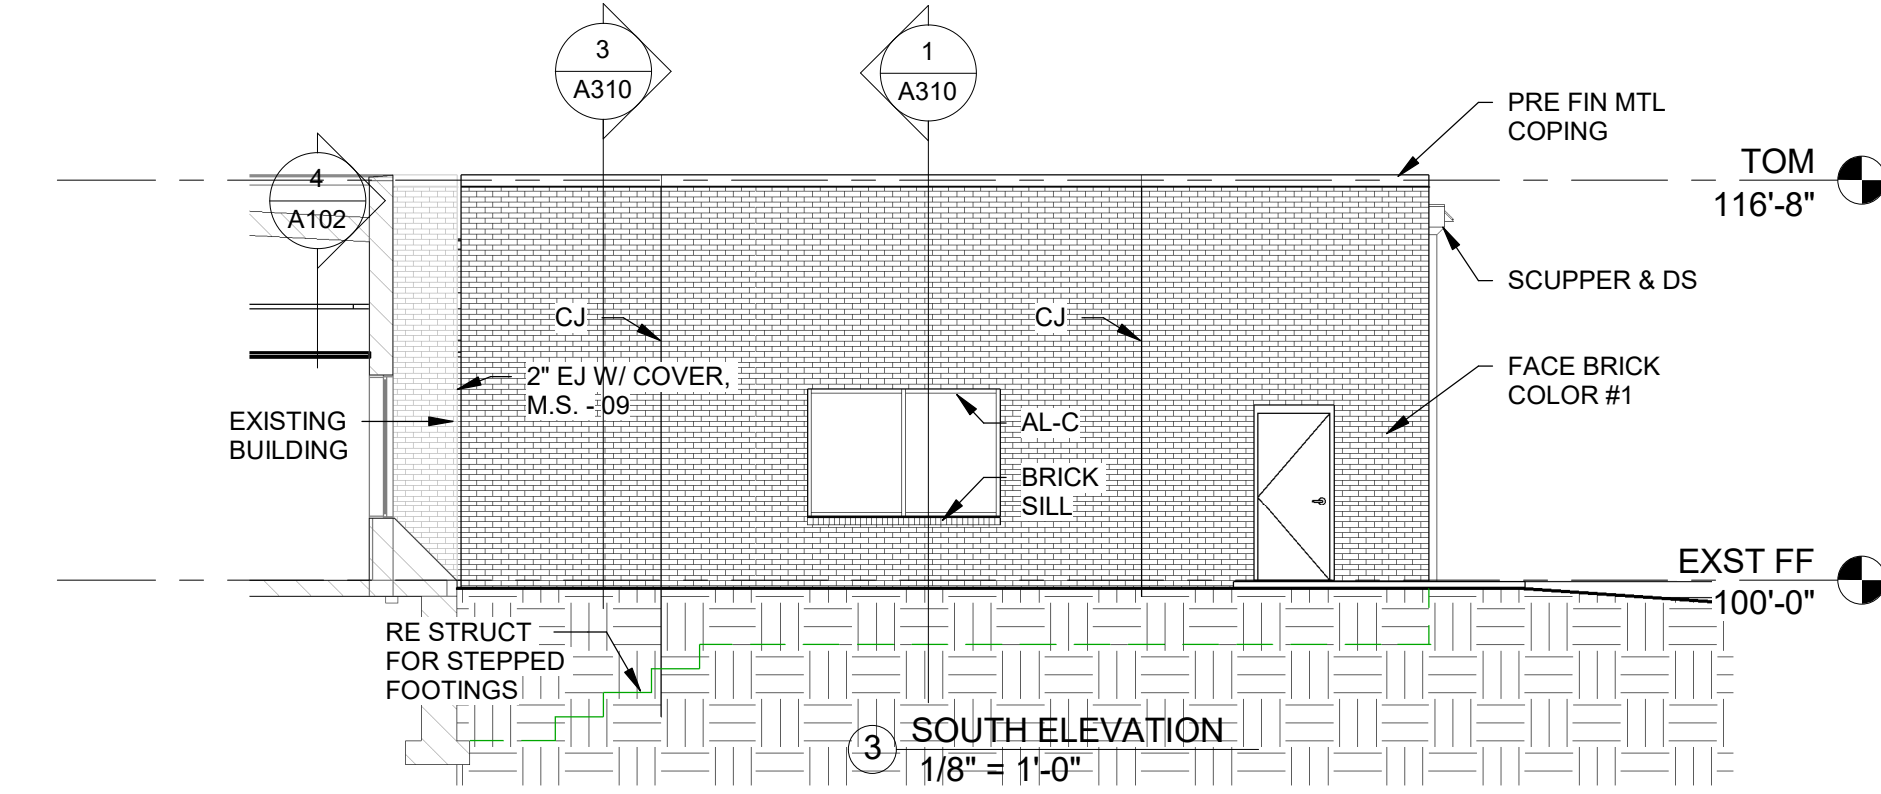 3
A310
1
A310
4
A102
PRE FIN MTL
COPING
TOM
116'-8"
SCUPPER & DS
CJ
CJ
FACE BRICK
COLOR #1
2" EJ W/ COVER,
M.S. - 09
EXISTING
BUILDING
AL-C
BRICK
SILL
EXST FF
100'-0"
RE STRUCT
FOR STEPPED
FOOTINGS
3
SOUTH ELEVATION
1/8" = 1'-0"